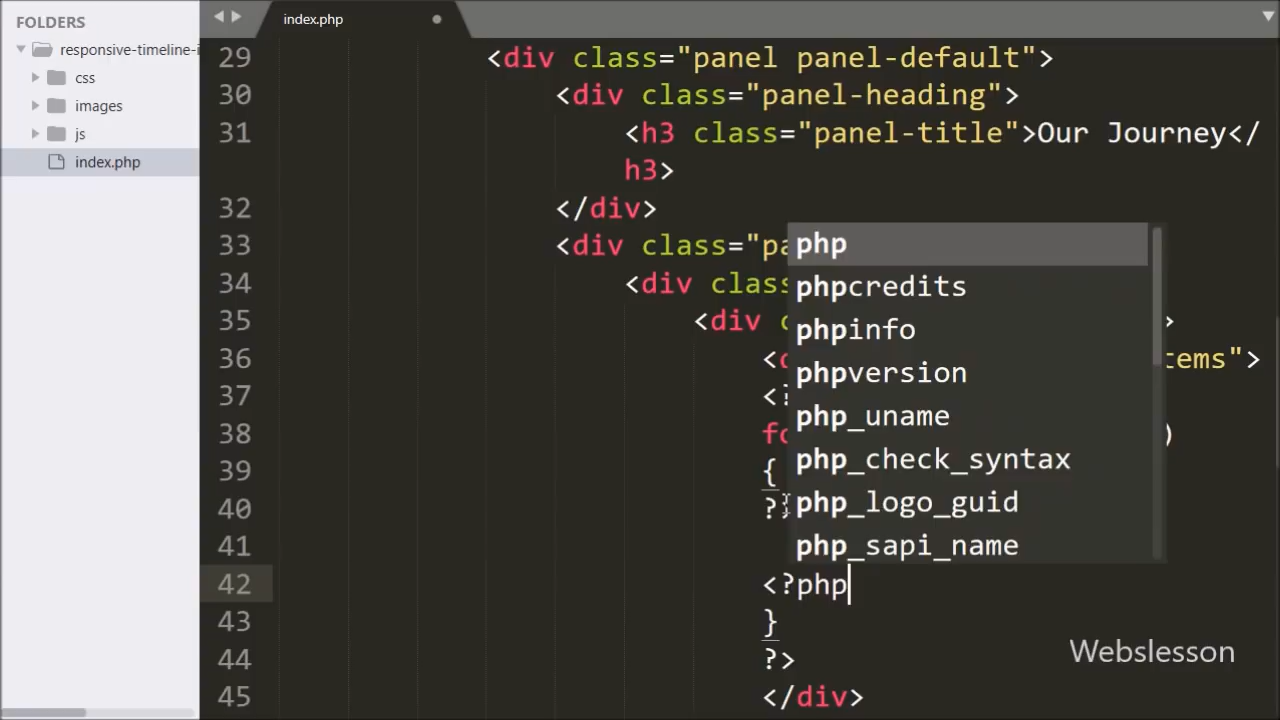 FOLDERS
responsive-timeline-i
css
images
js
index.php
index.php
29 <div class="panel panel-default">
30 <div class="panel-heading">
31 <h3 class="panel-title">Our Journey</
h3>
32 </div>
33 <div class="pa
34 <div class
35 <div c >
36 <d tems">
37 <?
38 fo )
39 {
40 ?>
41
42 <?php
43 }
44 ?>
45 </div>
php
phpcredits
phpinfo
phpversion
php_uname
php_check_syntax
php_logo_guid
php_sapi_name
Webslesson